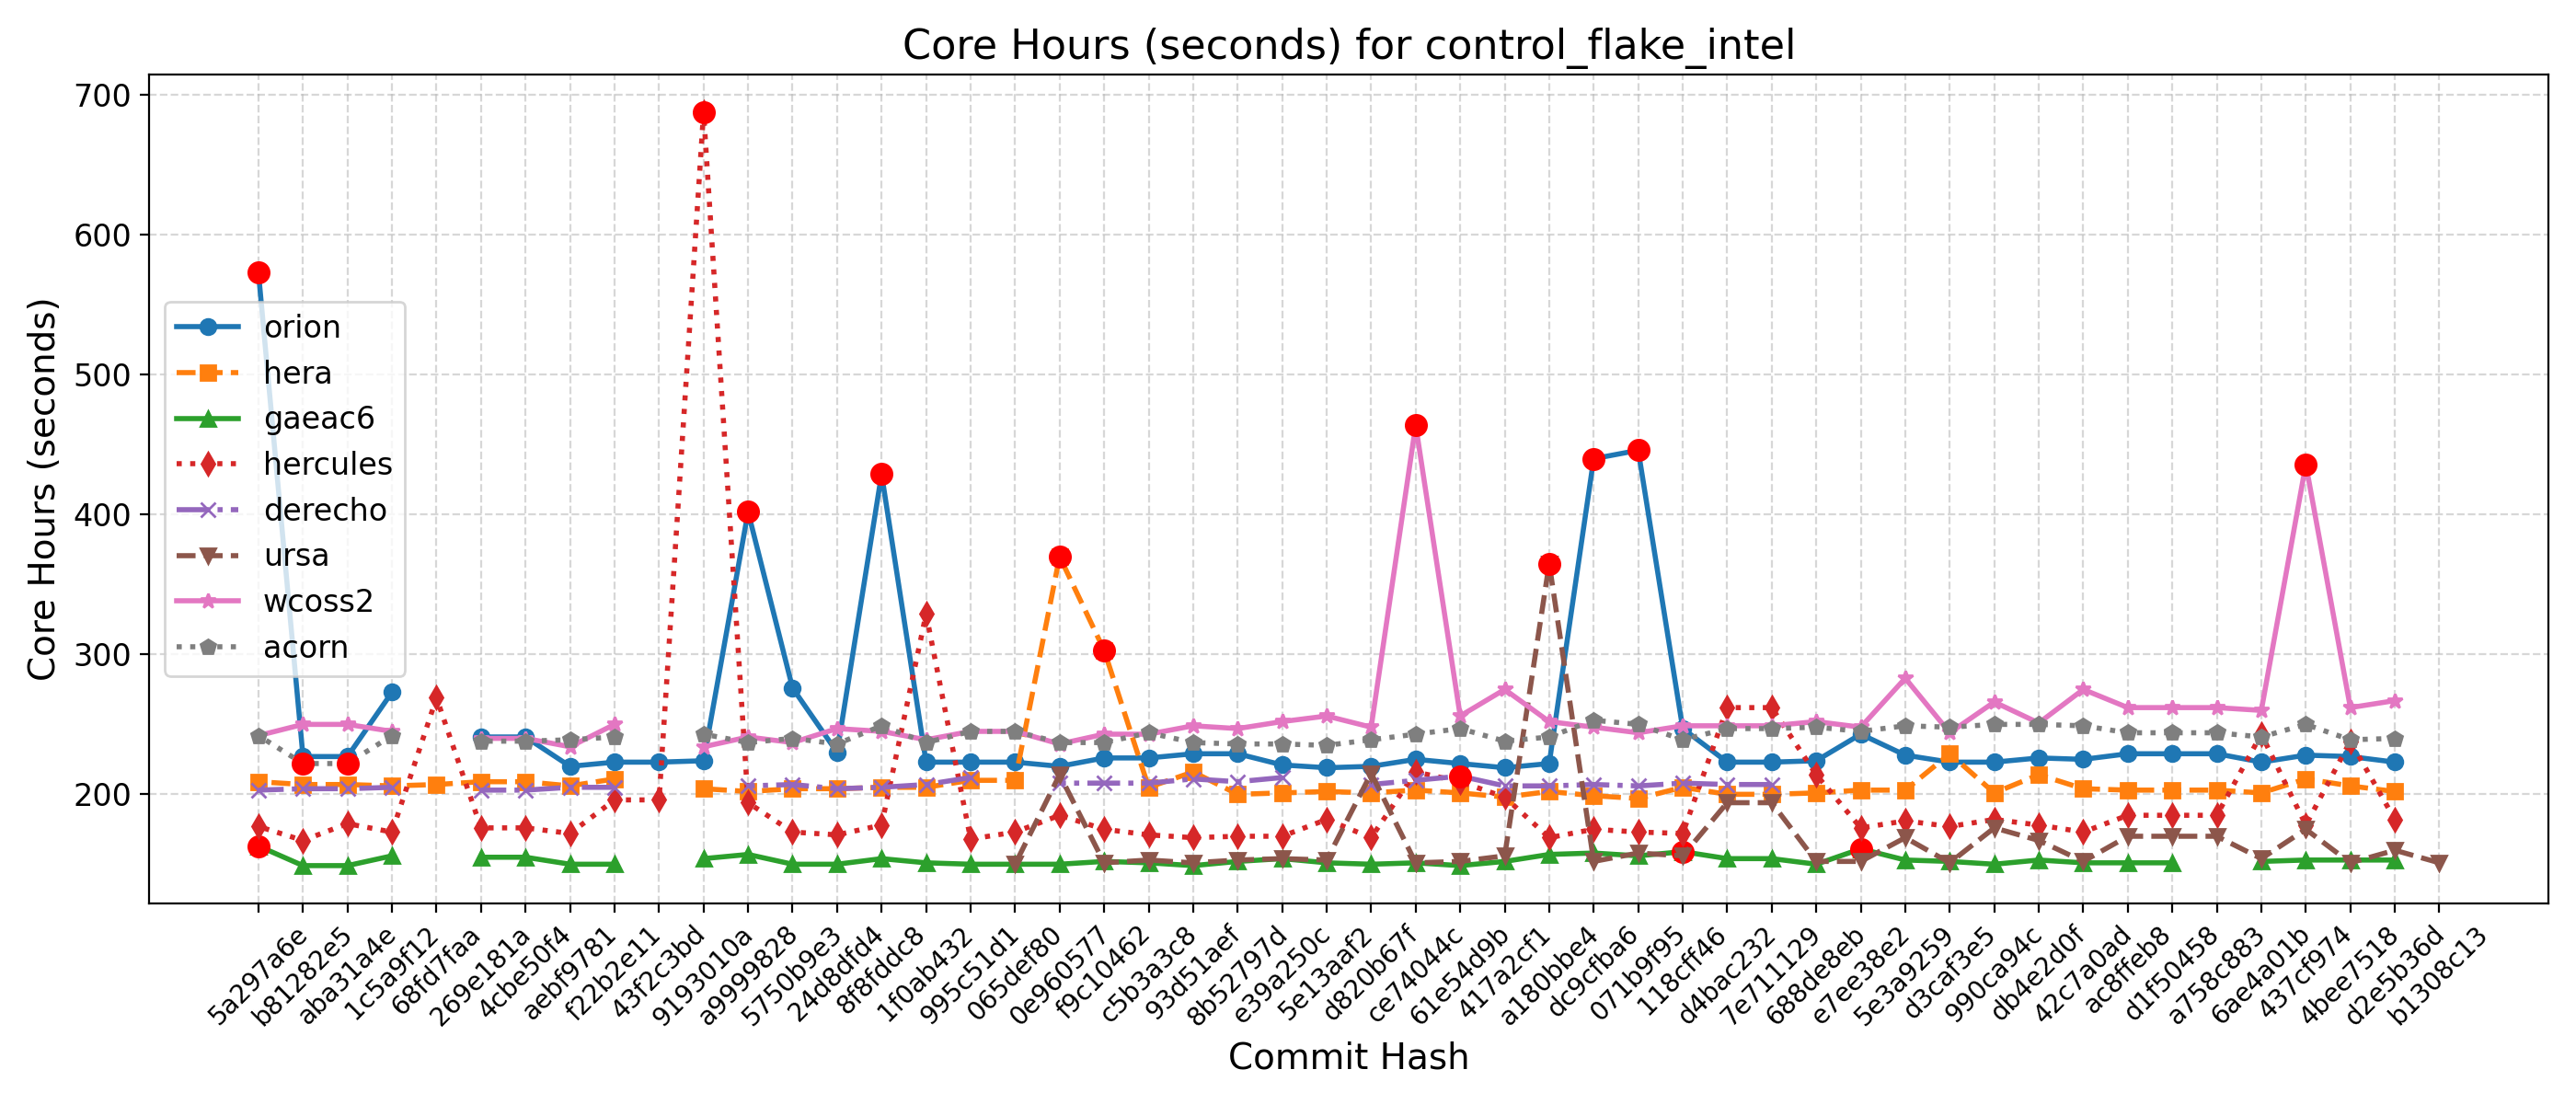 Core Hours (seconds) for control_flake_intel
Core Hours (seconds)
700
600
500
400
300
200
orion
hera
gaeac6
hercules
derecho
ursa
wcoss2
acorn
5a297a6e
b81282e5
aba31a4e
1c5a9f12
68fd7faa
269e181a
4cbe50f4
aebf9781
f22b2e11
43f2c3bd
9193010a
a9999828
5750b9e3
24d8dfd4
8f8fddc8
1f0ab432
995c51d1
065def80
0e960577
f9c10462
c5b3a3c8
93d51aef
8b52797d
e39a250c
5e13aaf2
d820b67f
ce74044c
61e54d9b
417a2cf1
a180bbe4
dc9cfba6
071b9f95
118cff46
d4bac232
7e711129
688de8eb
e7ee38e2
5e3a9259
d3caf3e5
990ca94c
db4e2d0f
42c7a0ad
ac8ffeb8
d1f50458
a758c883
6ae4a01b
437cf974
4bee7518
d2e5b36d
b1308c13
Commit Hash